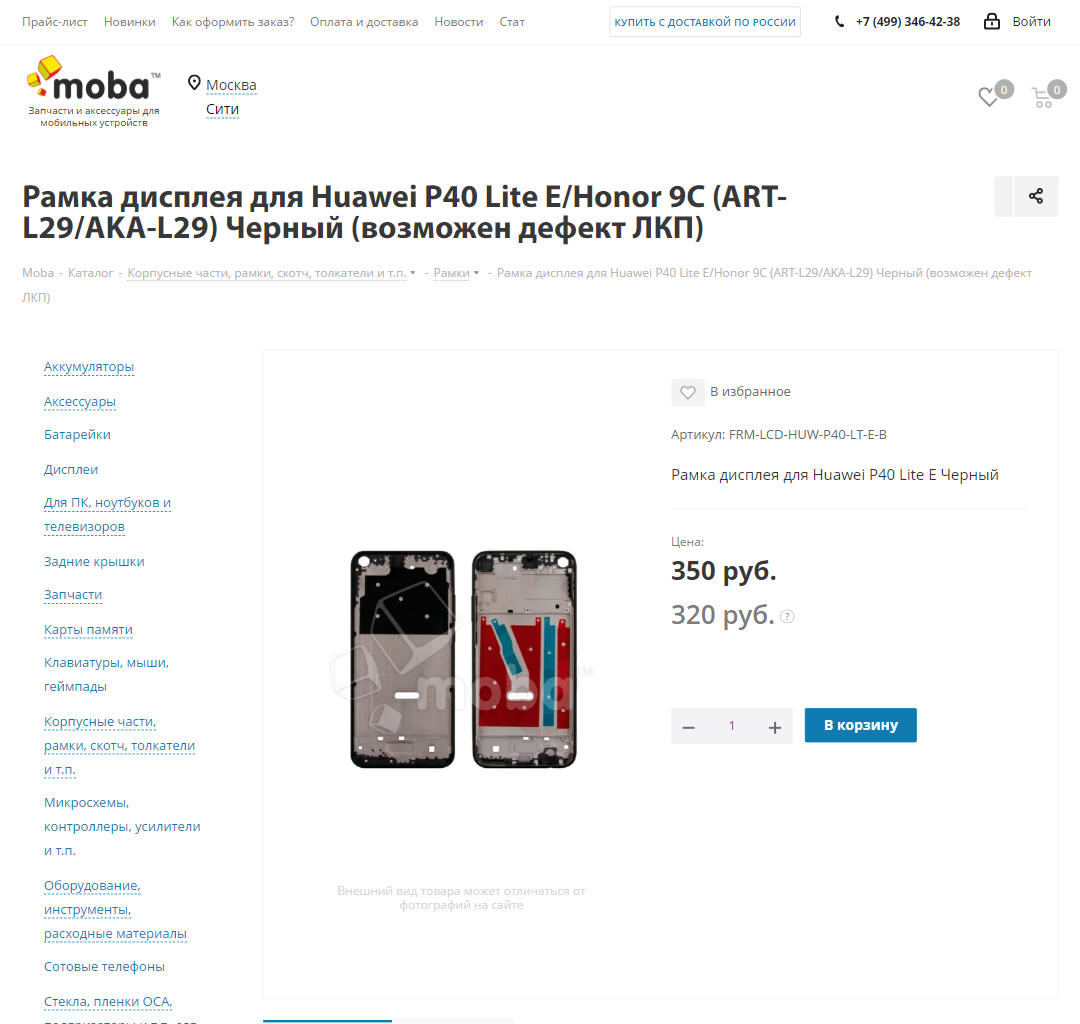 Прайс-лист Новинки Как оформить заказ? Оплата и доставка Новости Стат
КУПИТЬ С ДОСТАВКОЙ ПО РОССИИ
+7 (499) 346-42-38
Войти
moba™
Запчасти и аксессуары для
мобильных устройств
Москва
Сити
0
0
Рамка дисплея для Huawei P40 Lite E/Honor 9C (ART-
L29/AKA-L29) Черный (возможен дефект ЛКП)
Moba - Каталог - Корпусные части, рамки, скотч, толкатели и т.п. - Рамки - Рамка дисплея для Huawei P40 Lite E/Honor 9C (ART-L29/AKA-L29) Черный (возможен дефект
ЛКП)
Аккумуляторы
Аксессуары
Батарейки
Дисплеи
Для ПК, ноутбуков и
телевизоров
Задние крышки
Запчасти
Карты памяти
Клавиатуры, мыши,
геймпады
Корпусные части,
рамки, скотч, толкатели
и т.п.
Микросхемы,
контроллеры, усилители
и т.п.
Оборудование,
инструменты,
расходные материалы
Сотовые телефоны
Стекла, пленки OCA,
moba™
Внешний вид товара может отличаться от
фотографий на сайте
В избранное
Артикул: FRM-LCD-HUW-P40-LT-E-B
Рамка дисплея для Huawei P40 Lite E Черный
Цена:
350 руб.
320 руб. ?
− 1 +
В корзину